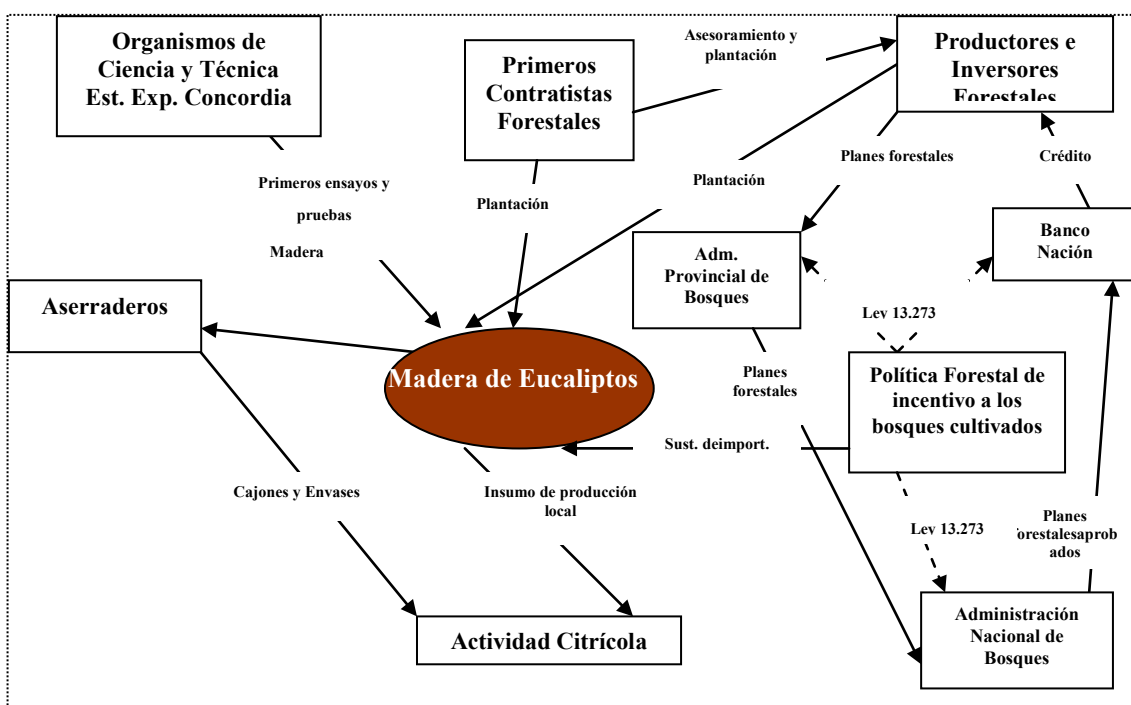 Organismos de
Ciencia y Técnica
Est. Exp. Concordia
Primeros
Contratistas
Forestales
Asesoramiento y
plantación
Productores e
Inversores
Forestales
Primeros ensayos y
pruebas
Madera
Plantación
Plantación
Planes forestales
Crédito
Adm.
Provincial de
Bosques
Banco
Nación
Aserraderos
Ley 13.273
Madera de Eucaliptos
Planes
forestales
Política Forestal de
incentivo a los
bosques cultivados
Sust. deimport.
Cajones y Envases
Insumo de producción
local
Ley 13.273
Planes
orestalesaprob
ados
Actividad Citrícola
Administración
Nacional de
Bosques